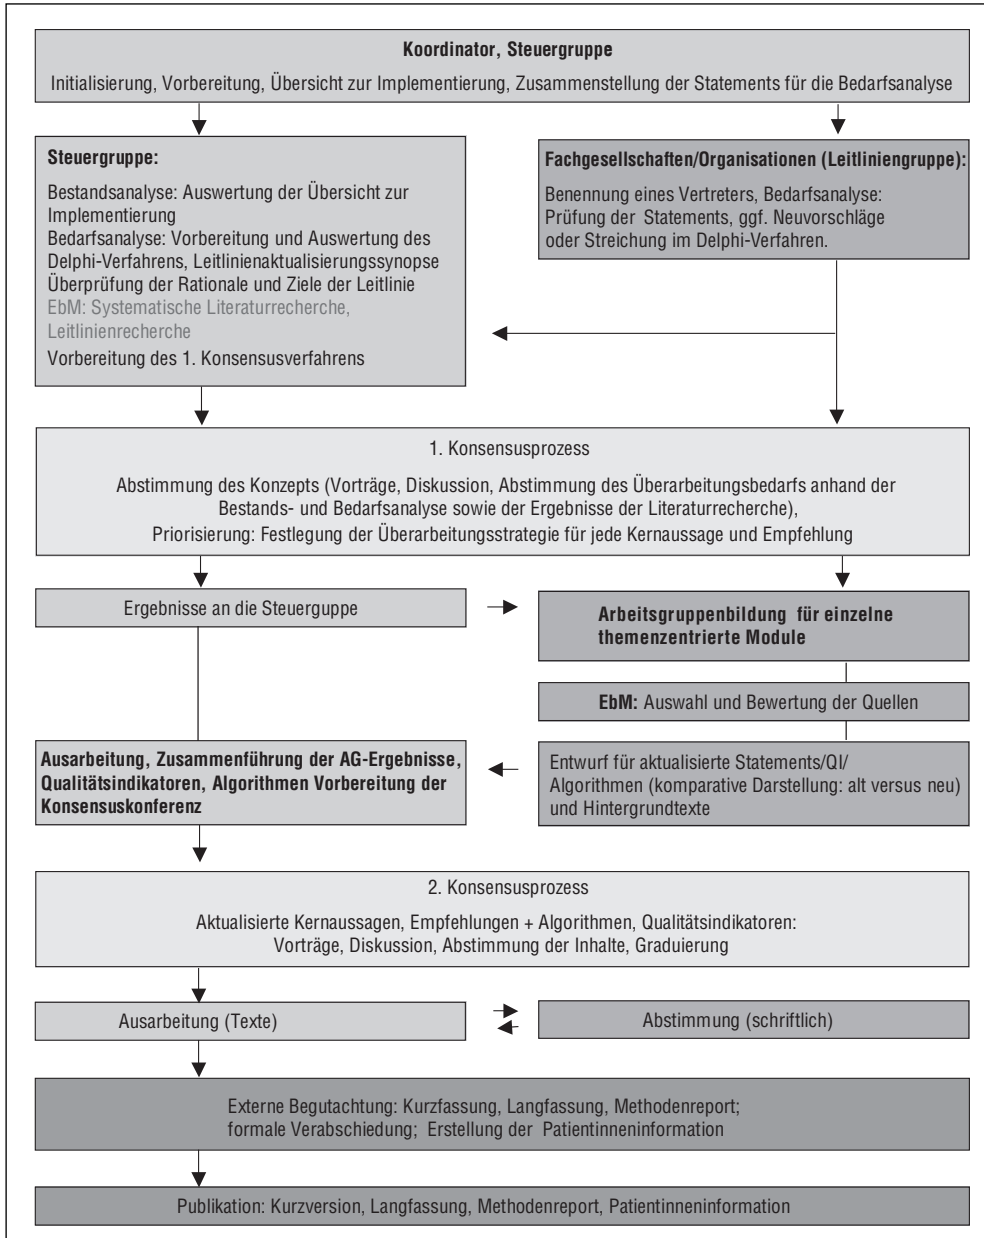 Koordinator, Steuergruppe
Initialisierung, Vorbereitung, Übersicht zur Implementierung, Zusammenstellung der Statements für die Bedarfsanalyse
Steuergruppe:
Bestandsanalyse: Auswertung der Übersicht zur
Implementierung
Bedarfsanalyse: Vorbereitung und Auswertung des
Delphi-Verfahrens, Leitlinienaktualisierungssynopse
Überprüfung der Rationale und Ziele der Leitlinie
EbM: Systematische Literaturrecherche,
Leitlinienrecherche
Vorbereitung des 1. Konsensusverfahrens
Fachgesellschaften/Organisationen (Leitliniengruppe):
Benennung eines Vertreters, Bedarfsanalyse:
Prüfung der Statements, ggf. Neuvorschläge
oder Streichung im Delphi-Verfahren.
1. Konsensusprozess
Abstimmung des Konzepts (Vorträge, Diskussion, Abstimmung des Überarbeitungsbedarfs anhand der
Bestands- und Bedarfsanalyse sowie der Ergebnisse der Literaturrecherche),
Priorisierung: Festlegung der Überarbeitungsstrategie für jede Kernaussage und Empfehlung
Ergebnisse an die Steuerguppe
Arbeitsgruppenbildung für einzelne
themenzentrierte Module
EbM: Auswahl und Bewertung der Quellen
Ausarbeitung, Zusammenführung der AG-Ergebnisse,
Qualitätsindikatoren, Algorithmen Vorbereitung der
Konsensuskonferenz
Entwurf für aktualisierte Statements/QI/
Algorithmen (komparative Darstellung: alt versus neu)
und Hintergrundtexte
2. Konsensusprozess
Aktualisierte Kernaussagen, Empfehlungen + Algorithmen, Qualitätsindikatoren:
Vorträge, Diskussion, Abstimmung der Inhalte, Graduierung
Ausarbeitung (Texte)
Abstimmung (schriftlich)
Externe Begutachtung: Kurzfassung, Langfassung, Methodenreport;
formale Verabschiedung; Erstellung der Patientinneninformation
Publikation: Kurzversion, Langfassung, Methodenreport, Patientinneninformation